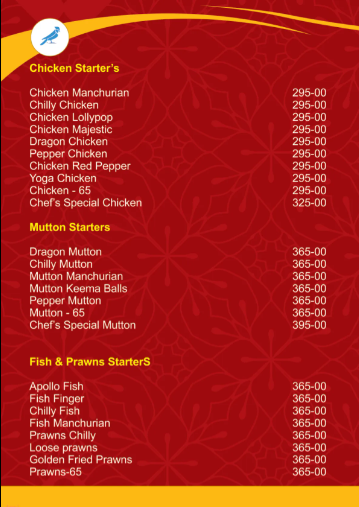 Chicken Starter's
Chicken Manchurian 295-00
Chilly Chicken 295-00
Chicken Lollypop 295-00
Chicken Majestic 295-00
Dragon Chicken 295-00
Pepper Chicken 295-00
Chicken Red Pepper 295-00
Yoga Chicken 295-00
Chicken - 65 295-00
Chef's Special Chicken 325-00
Mutton Starters
Dragon Mutton 365-00
Chilly Mutton 365-00
Mutton Manchurian 365-00
Mutton Keema Balls 365-00
Pepper Mutton 365-00
Mutton - 65 365-00
Chef's Special Mutton 395-00
Fish & Prawns StarterS
Apollo Fish 365-00
Fish Finger 365-00
Chilly Fish 365-00
Fish Manchurian 365-00
Prawns Chilly 365-00
Loose prawns 365-00
Golden Fried Prawns 365-00
Prawns-65 365-00